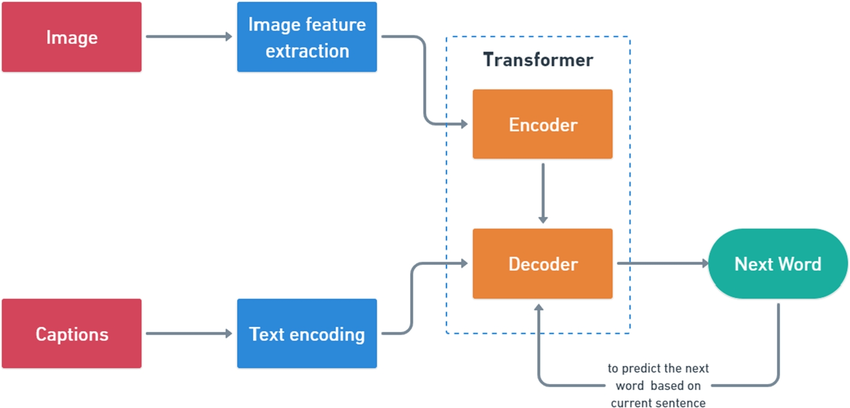 Image
Image feature
extraction
Transformer
Encoder
Decoder
Next Word
Captions
Text encoding
to predict the next
word based on
current sentence